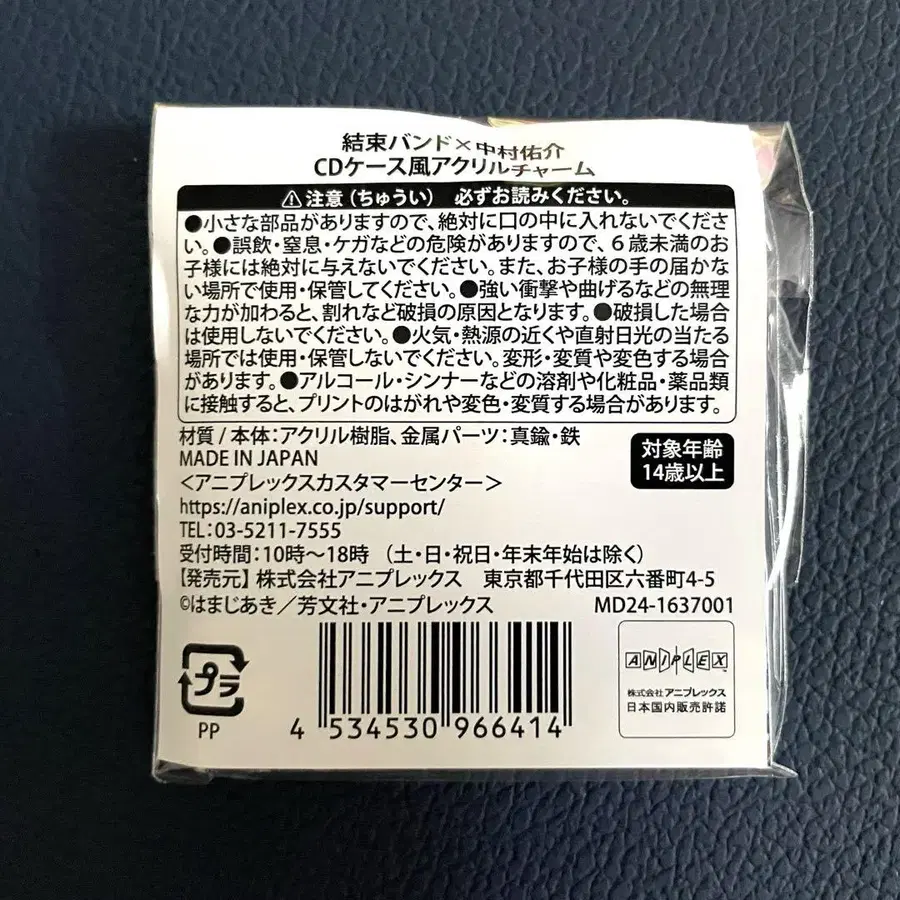 結束バンド×中村佑介
CDケース風アクリルチャーム
⚠注意(ちゅうい) 必ずお読みください。
●小さな部品がありますので、絶対に口の中に入れないでくださ
い。●誤飲・窒息・ケガなどの危険がありますので、6歳未満のお
子様には絶対に与えないでください。また、お子様の手の届かな
い場所で使用・保管してください。●強い衝撃や曲げるなどの無理
な力が加わると、割れなど破損の原因となります。●破損した場合
は使用しないでください。●火気・熱源の近くや直射日光の当たる
場所では使用・保管しないでください。変形・変質や変色する場合
があります。●アルコール・シンナーなどの溶剤や化粧品・薬品類
に接触すると、プリントのはがれや変色・変質する場合があります。
材質/本体:アクリル樹脂、金属パーツ:真鍮・鉄
MADE IN JAPAN
対象年齢
14歳以上
<アニプレックスカスタマーセンター>
https://aniplex.co.jp/support/
TEL:03-5211-7555
受付時間:10時~18時 (土・日・祝日・年末年始は除く)
【発売元】株式会社アニプレックス 東京都千代田区六番町4-5
©はまじあき/芳文社・アニプレックス MD24-1637001
プラ
PP
4 534530 966414
ANIPLEX
株式会社 アニプレックス
日本国内販売許諾